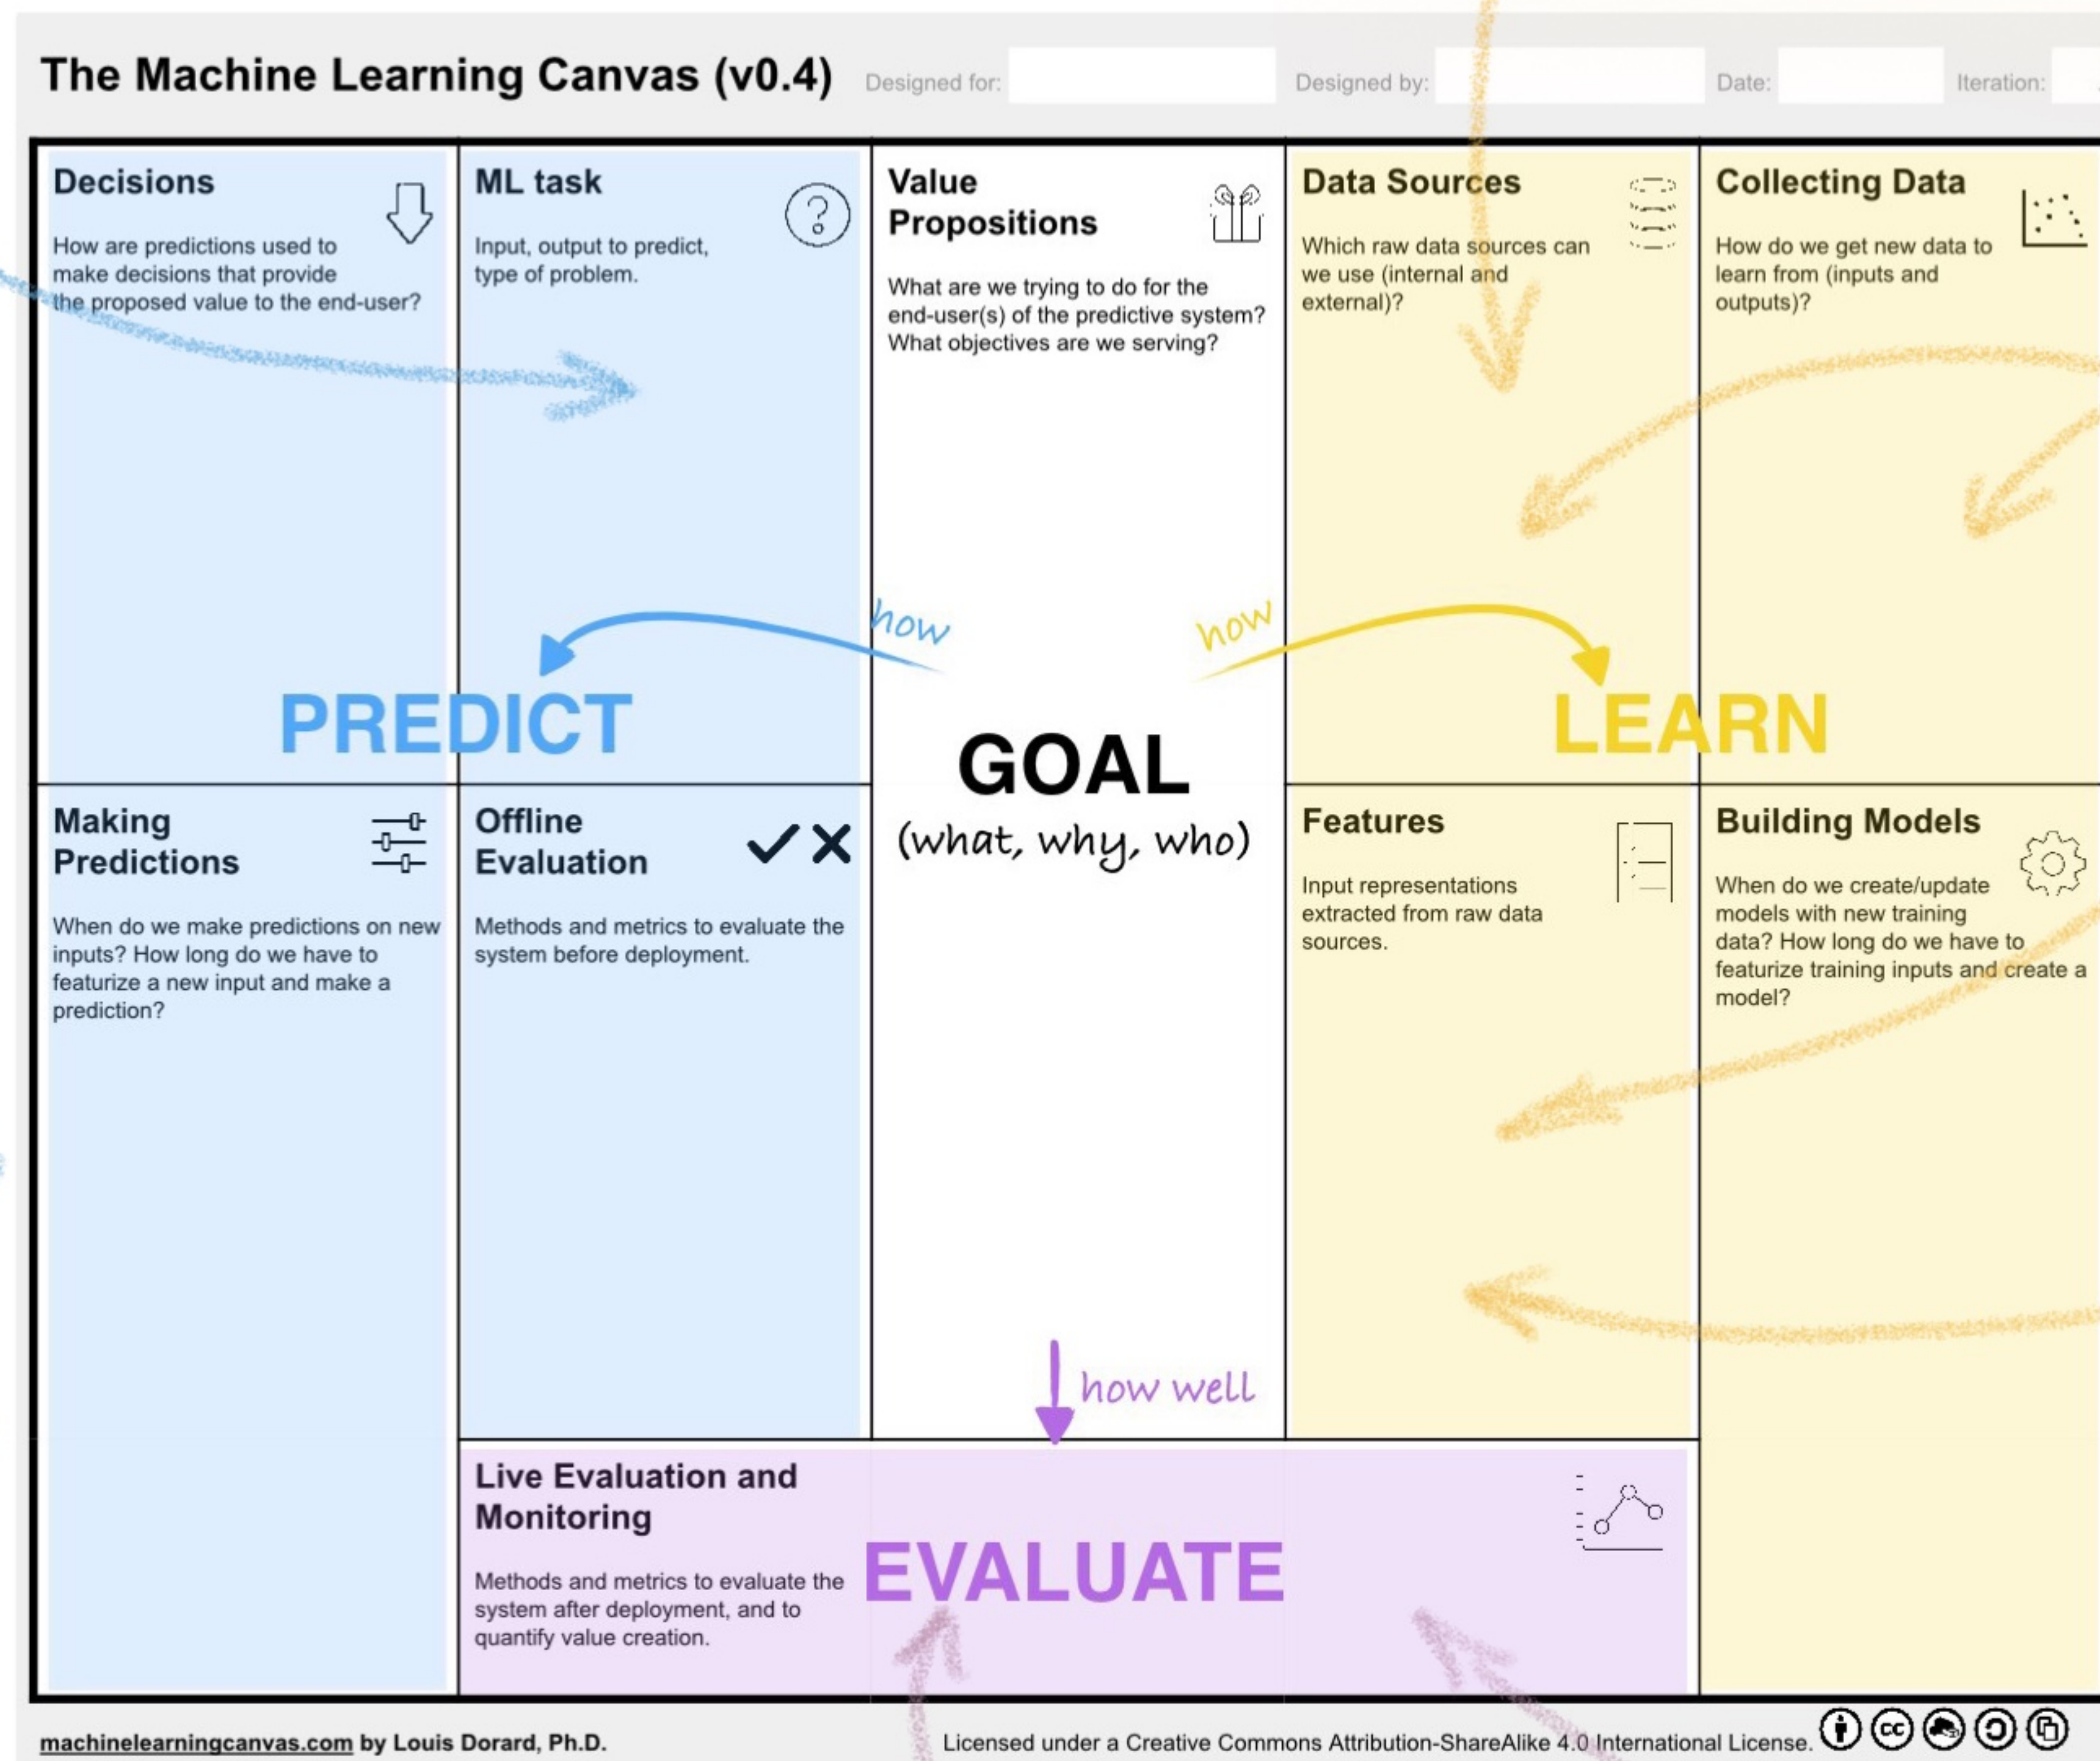 The Machine Learning Canvas (v0.4)
Designed for:
Designed by:
Date:
Iteration:
Decisions
How are predictions used to
make decisions that provide
the proposed value to the end-user?
ML task
Input, output to predict,
type of problem.
Value
Propositions
What are we trying to do for the
end-user(s) of the predictive system?
What objectives are we serving?
Data Sources
Which raw data sources can
we use (internal and
external)?
Collecting Data
How do we get new data to
learn from (inputs and
outputs)?
how
how
PREDICT
LEARN
GOAL
(what, why, who)
Making
Predictions
When do we make predictions on new
inputs? How long do we have to
featurize a new input and make a
prediction?
Offline
Evaluation
Methods and metrics to evaluate the
system before deployment.
Features
Input representations
extracted from raw data
sources.
Building Models
When do we create/update
models with new training
data? How long do we have to
featurize training inputs and create a
model?
how well
Live Evaluation and
Monitoring
Methods and metrics to evaluate the
system after deployment, and to
quantify value creation.
EVALUATE
machinelearningcanvas.com by Louis Dorard, Ph.D.
Licensed under a Creative Commons Attribution-ShareAlike 4.0 International License.
cc